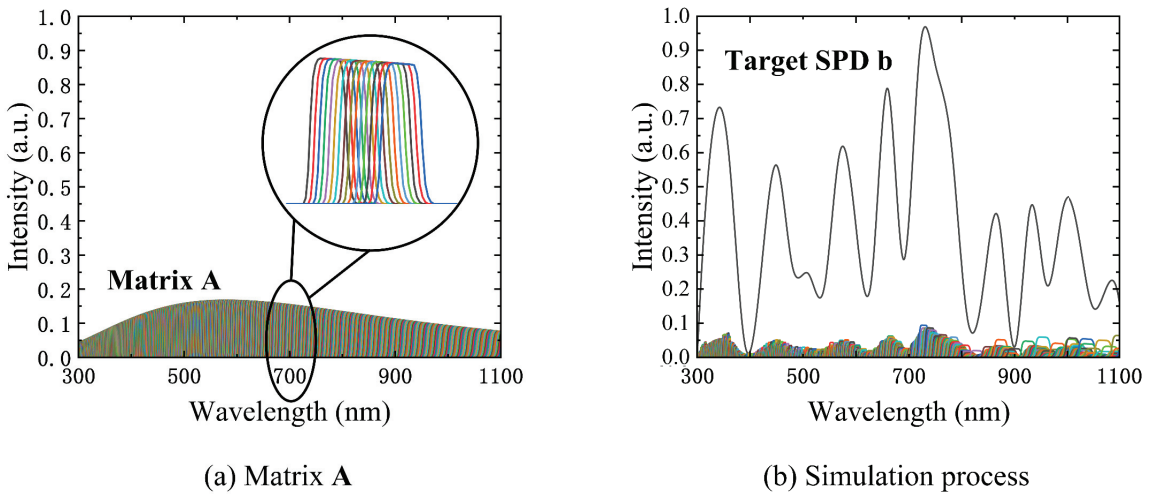 1. 0
0. 9
0. 8
0. 7
0. 6
0. 5
0. 4
0. 3
0. 2
0. 1
0. 0
Intensity (a.u.)
Matrix A
300 500 700 900 1100
Wavelength (nm)
(a) Matrix A
1.0
0.9
0.8
0.7
0.6
0.5
0.4
0.3
0.2
0.1
0.0
Intensity (a.u.)
Target SPD b
300 500 700 900 1100
Wavelength (nm)
(b) Simulation process